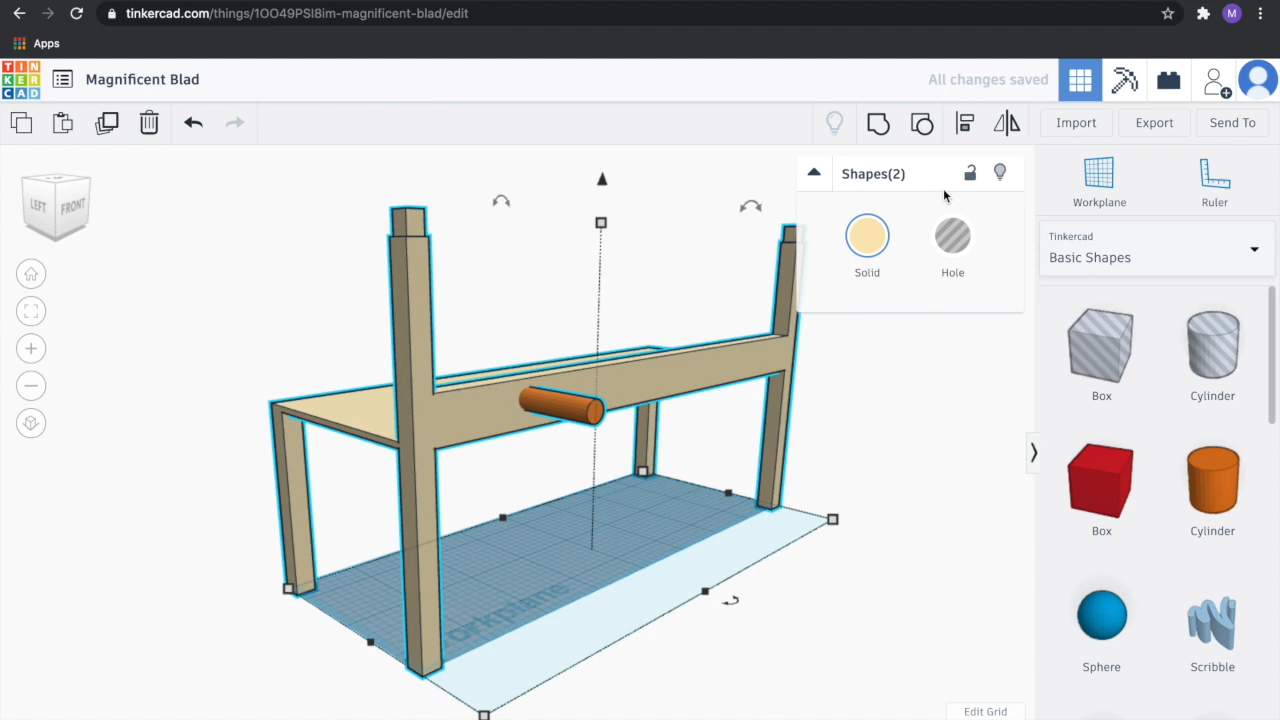 tinkercad.com/things/1OO49PSl8im-magnificent-blad/edit
M
Apps
TIN
KER
CAD
Magnificent Blad
All changes saved
Import
Export
Send To
LEFT
FRONT
Shapes(2)
Solid
Hole
Workplane
Ruler
Tinkercad
Basic Shapes
Box
Cylinder
Box
Cylinder
Sphere
Scribble
workplane
Edit Grid